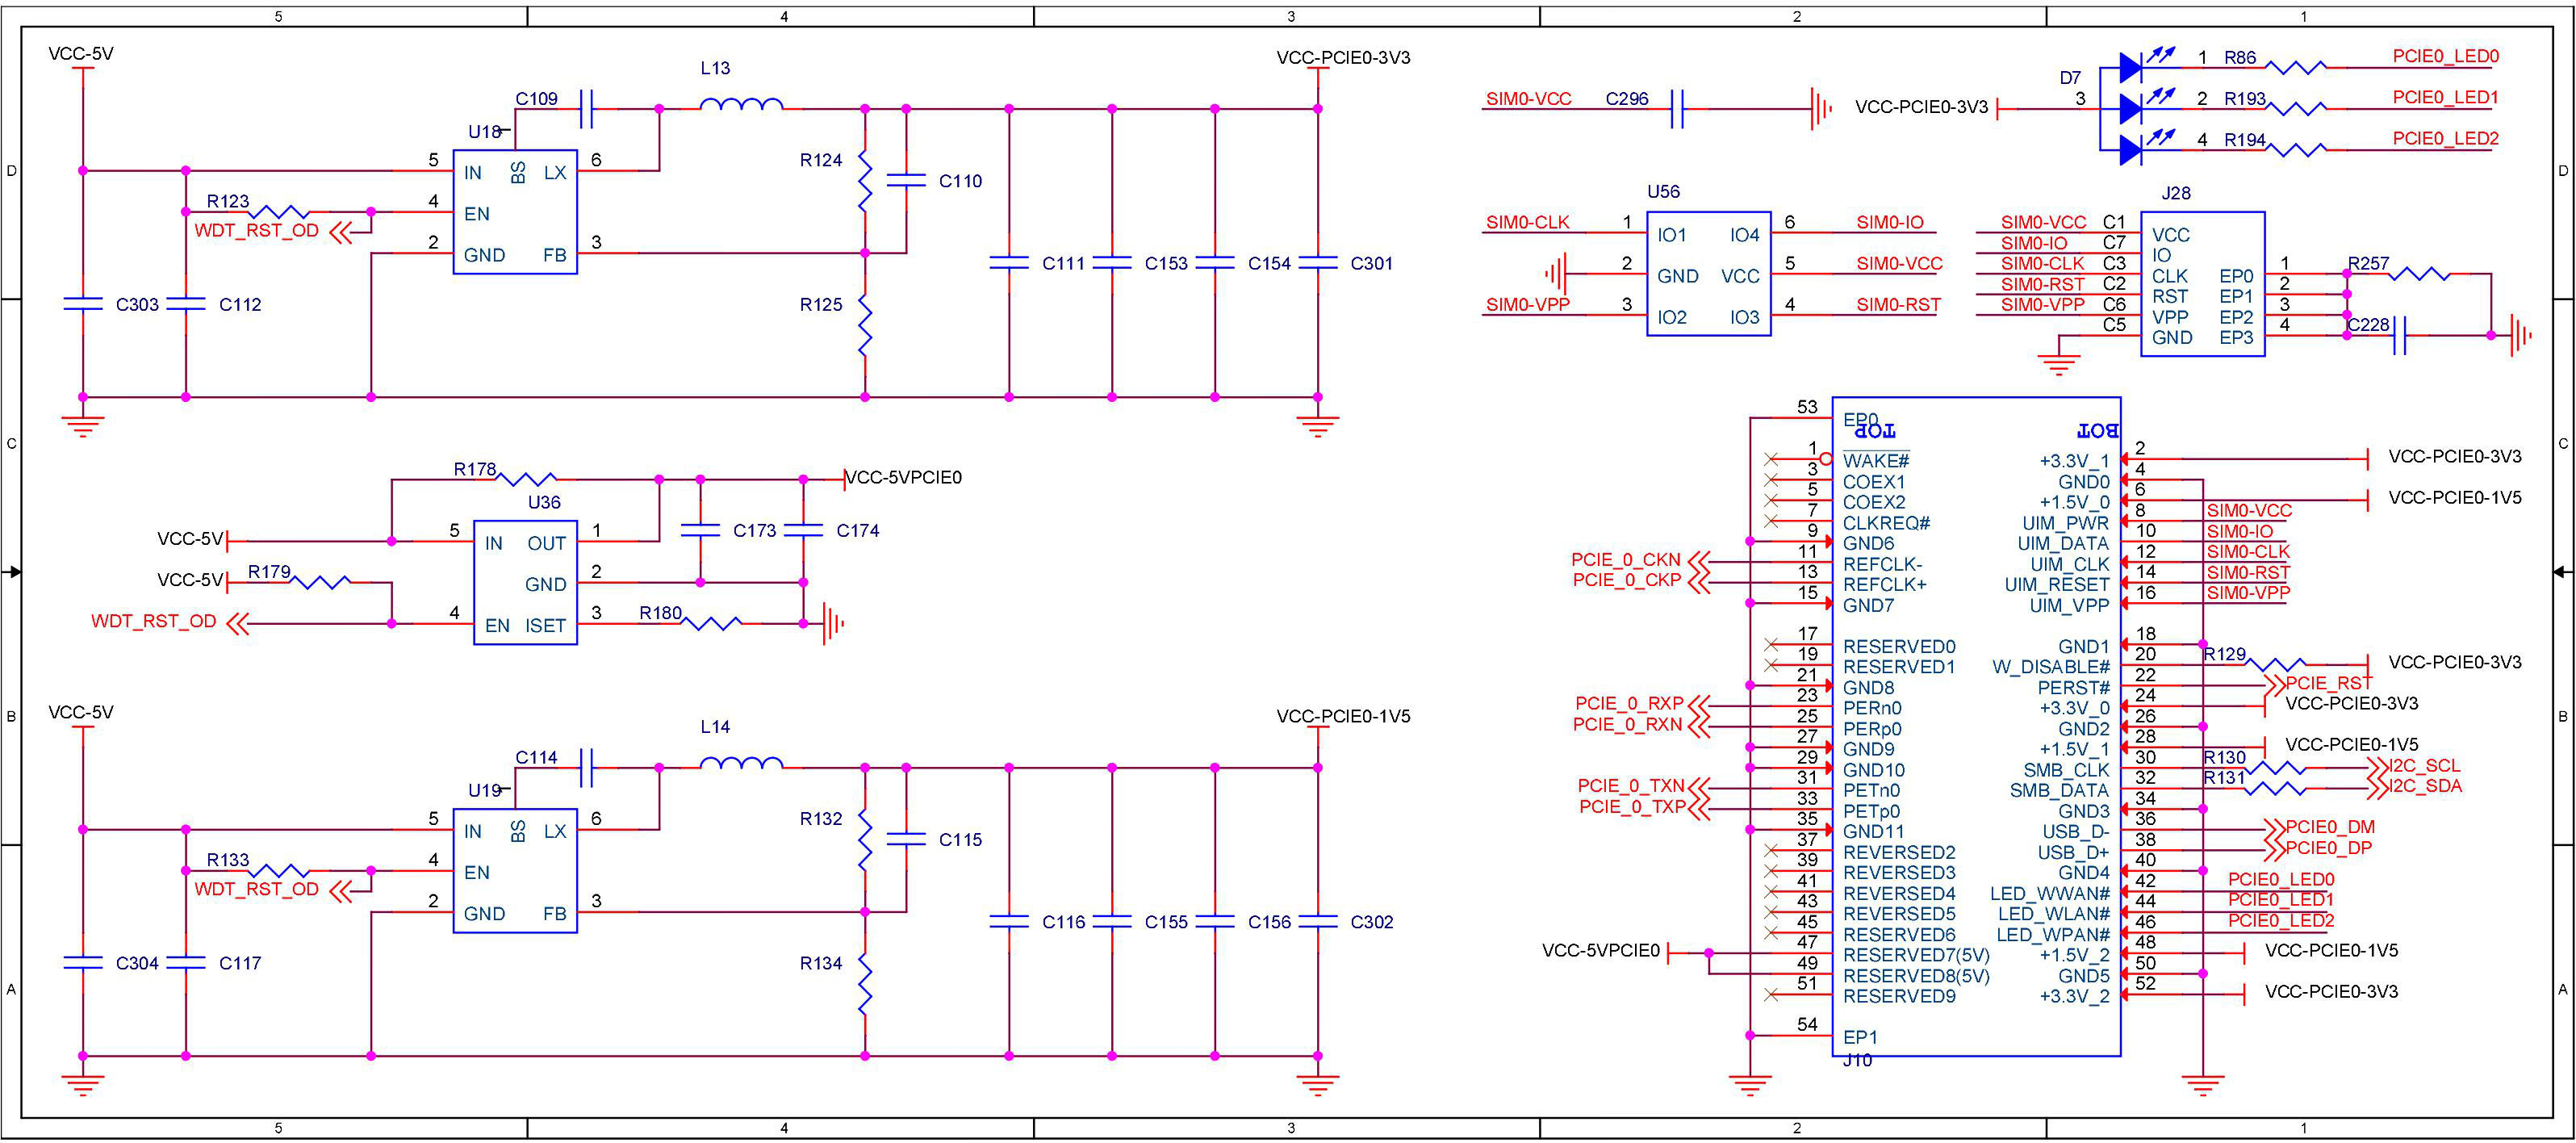 5 4 3 2 1
VCC-5V
L13
VCC-PCIE0-3V3
C109
U18
1
5 IN BS LX 6
R123
4 EN
WDT_RST_OD
2 GND FB 3
R124
C110
R125
C303 C112
C111 C153 C154 C301
SIM0-VCC C296
VCC-PCIE0-3V3
D7
3
1 R86 PCIE0_LED0
2 R193 PCIE0_LED1
4 R194 PCIE0_LED2
U56
SIM0-CLK 1 IO1 IO4 6 SIM0-IO
2 GND VCC 5 SIM0-VCC
SIM0-VPP 3 IO2 IO3 4 SIM0-RST
J28
SIM0-VCC C1 VCC
SIM0-IO C7 IO
SIM0-CLK C3 CLK EP0 1 R257
SIM0-RST C2 RST EP1 2
SIM0-VPP C6 VPP EP2 3
C5 GND EP3 4 C228
D D
C C
R178
VCC-5VPCIE0
U36
VCC-5V 5 IN OUT 1
C173 C174
VCC-5V R179
GND 2
WDT_RST_OD 4 EN ISET 3 R180
B B
VCC-5V
L14
VCC-PCIE0-1V5
C114
U19
1
5 IN BS LX 6
R133
4 EN
WDT_RST_OD
2 GND FB 3
R132
C115
R134
C304 C117
C116 C155 C156 C302
A A
53 EP0
TOP BOT
1 WAKE# +3.3V_1 2 VCC-PCIE0-3V3
3 COEX1 GND0 4
5 COEX2 +1.5V_0 6 VCC-PCIE0-1V5
7 CLKREQ# UIM_PWR 8 SIM0-VCC
9 GND6 UIM_DATA 10 SIM0-IO
PCIE_0_CKN 11 REFCLK- UIM_CLK 12 SIM0-CLK
PCIE_0_CKP 13 REFCLK+ UIM_RESET 14 SIM0-RST
15 GND7 UIM_VPP 16 SIM0-VPP
17 RESERVED0 GND1 18
19 RESERVED1 W_DISABLE# 20 R129 VCC-PCIE0-3V3
21 GND8 PERST# 22 PCIE_RST
PCIE_0_RXP 23 PERn0 +3.3V_0 24 VCC-PCIE0-3V3
PCIE_0_RXN 25 PERp0 GND2 26
27 GND9 +1.5V_1 28 VCC-PCIE0-1V5
29 GND10 SMB_CLK 30 R130 I2C_SCL
PCIE_0_TXN 31 PETn0 SMB_DATA 32 R131 I2C_SDA
PCIE_0_TXP 33 PETp0 GND3 34
35 GND11 USB_D- 36 PCIE0_DM
37 REVERSED2 USB_D+ 38 PCIE0_DP
39 REVERSED3 GND4 40
41 REVERSED4 LED_WWAN# 42 PCIE0_LED0
43 REVERSED5 LED_WLAN# 44 PCIE0_LED1
45 RESERVED6 LED_WPAN# 46 PCIE0_LED2
VCC-5VPCIE0 47 RESERVED7(5V) +1.5V_2 48 VCC-PCIE0-1V5
49 RESERVED8(5V) GND5 50
51 RESERVED9 +3.3V_2 52 VCC-PCIE0-3V3
54 EP1
J10
5 4 3 2 1